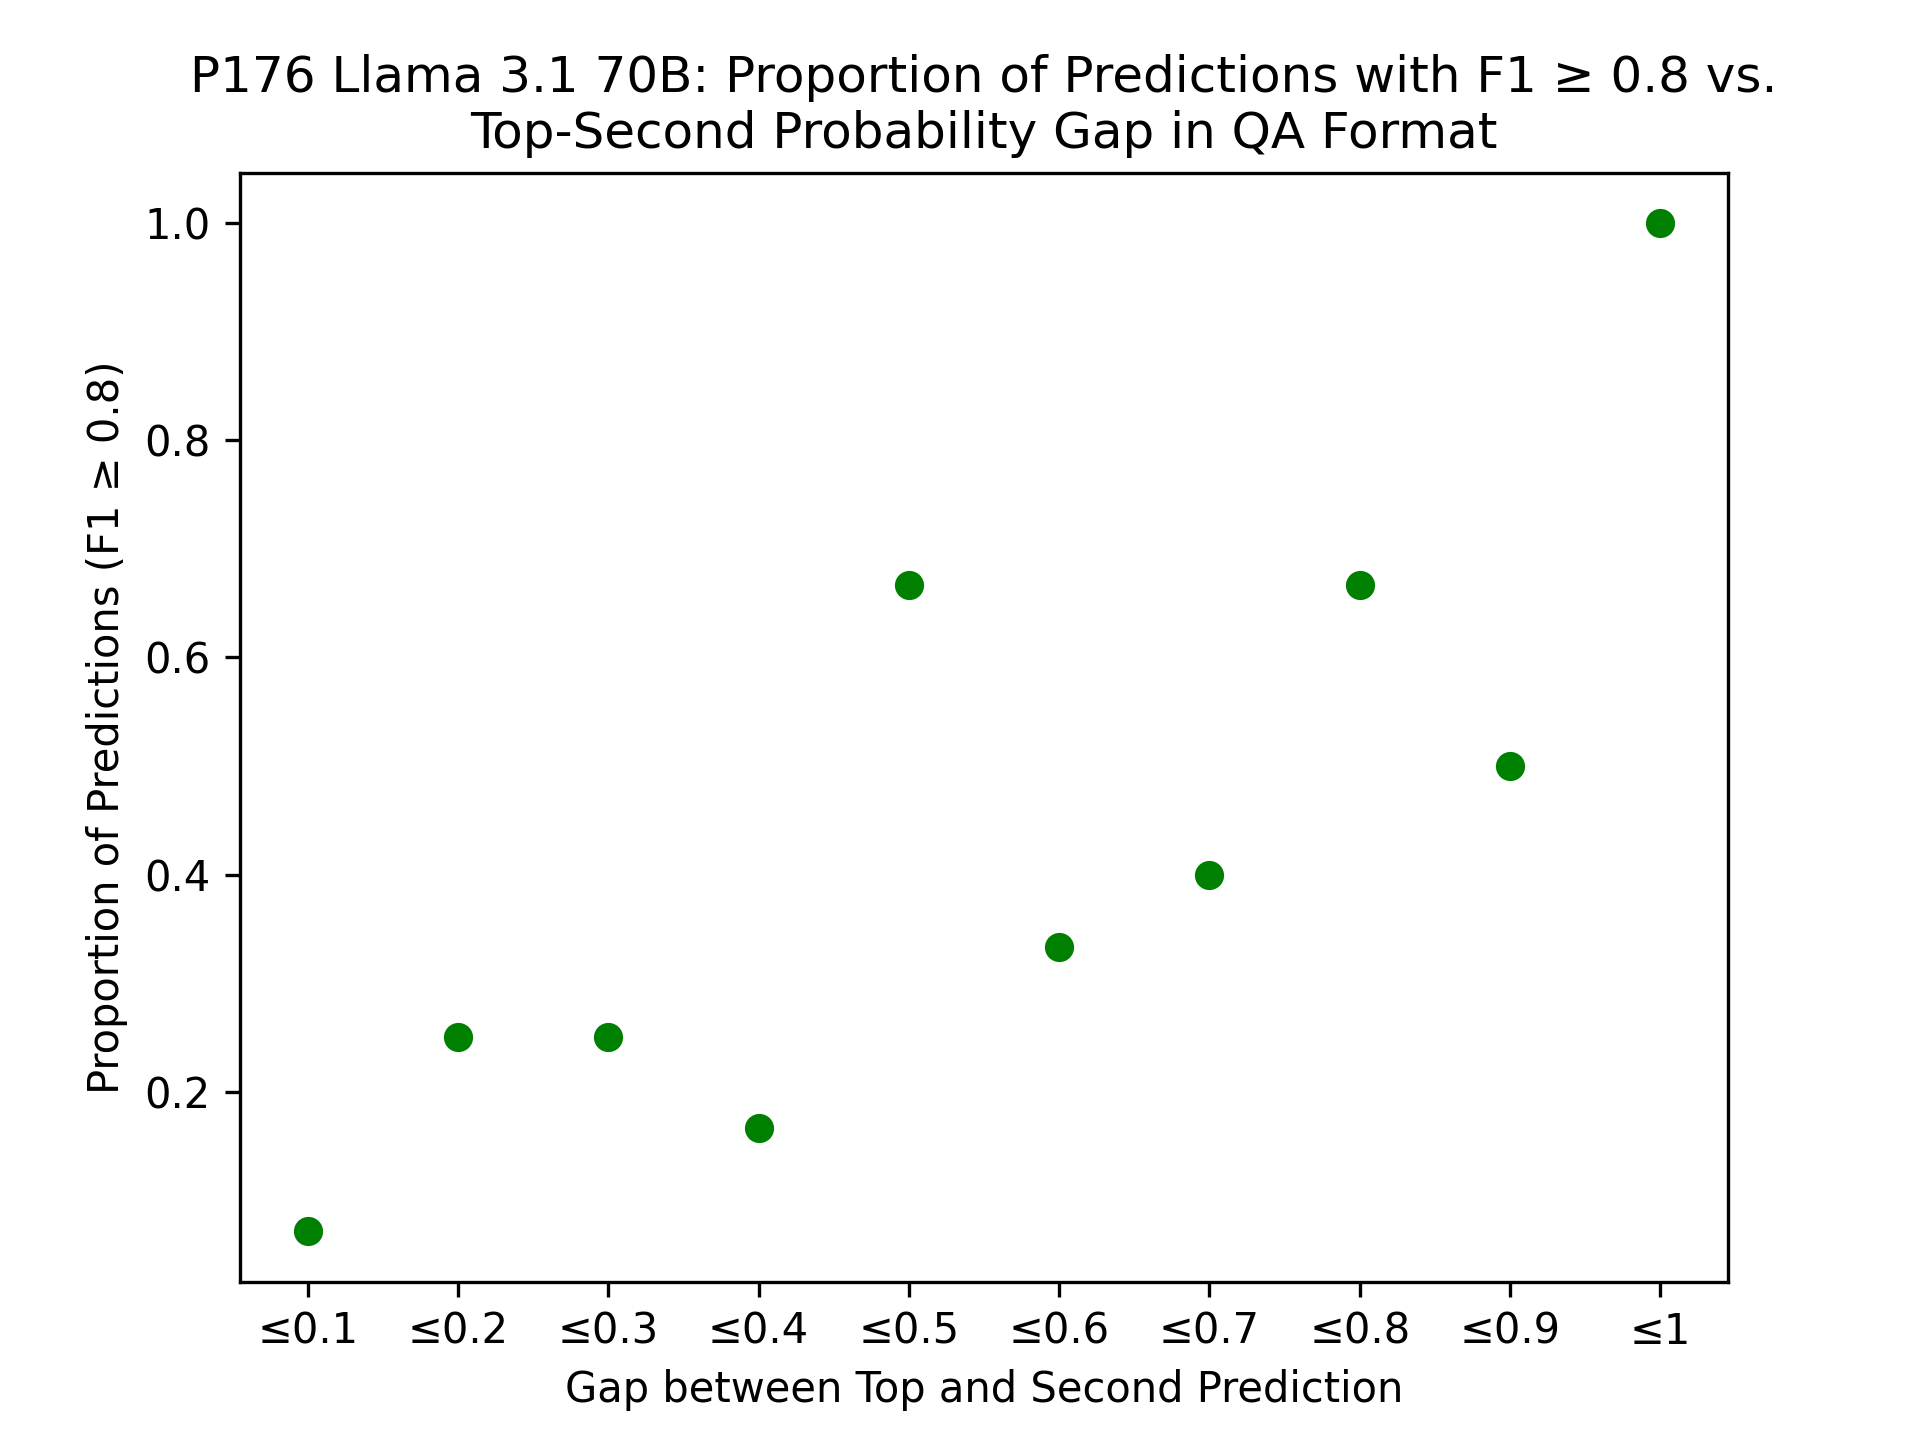 P176 Llama 3.1 70B: Proportion of Predictions with F1 ≥ 0.8 vs.
Top-Second Probability Gap in QA Format
Proportion of Predictions (F1 ≥ 0.8)
1.0
0.8
0.6
0.4
0.2
≤0.1 ≤0.2 ≤0.3 ≤0.4 ≤0.5 ≤0.6 ≤0.7 ≤0.8 ≤0.9 ≤1
Gap between Top and Second Prediction